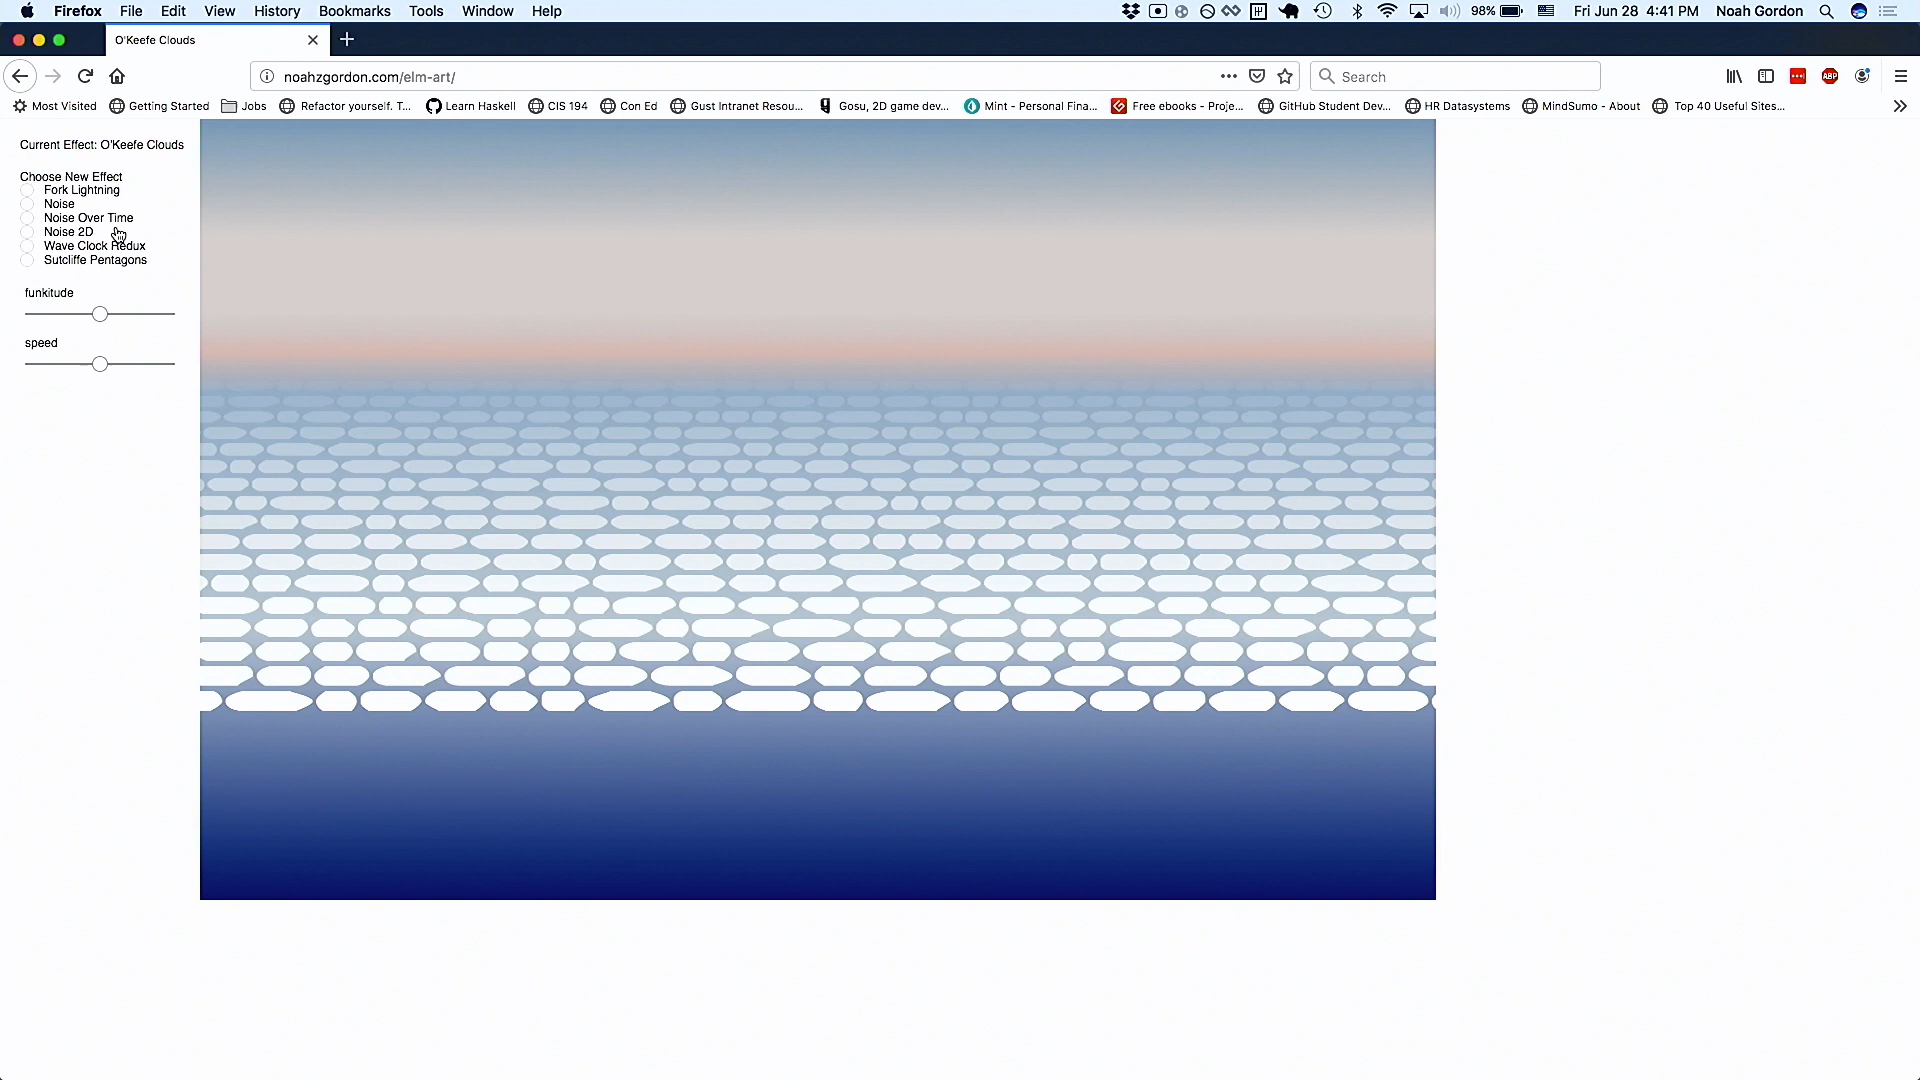 Firefox File Edit View History Bookmarks Tools Window Help 98% Fri Jun 28 4:41 PM Noah Gordon
O'Keefe Clouds
noahzgordon.com/elm-art/ Search
Most Visited Getting Started Jobs Refactor yourself. T... Learn Haskell CIS 194 Con Ed Gust Intranet Resou... Gosu, 2D game dev... Mint - Personal Fina... Free ebooks - Proje... GitHub Student Dev... HR Datasystems MindSumo - About Top 40 Useful Sites...
ABP
Current Effect: O'Keefe Clouds
Choose New Effect
Fork Lightning
Noise
Noise Over Time
Noise 2D
Wave Clock Redux
Sutcliffe Pentagons
funkitude
speed